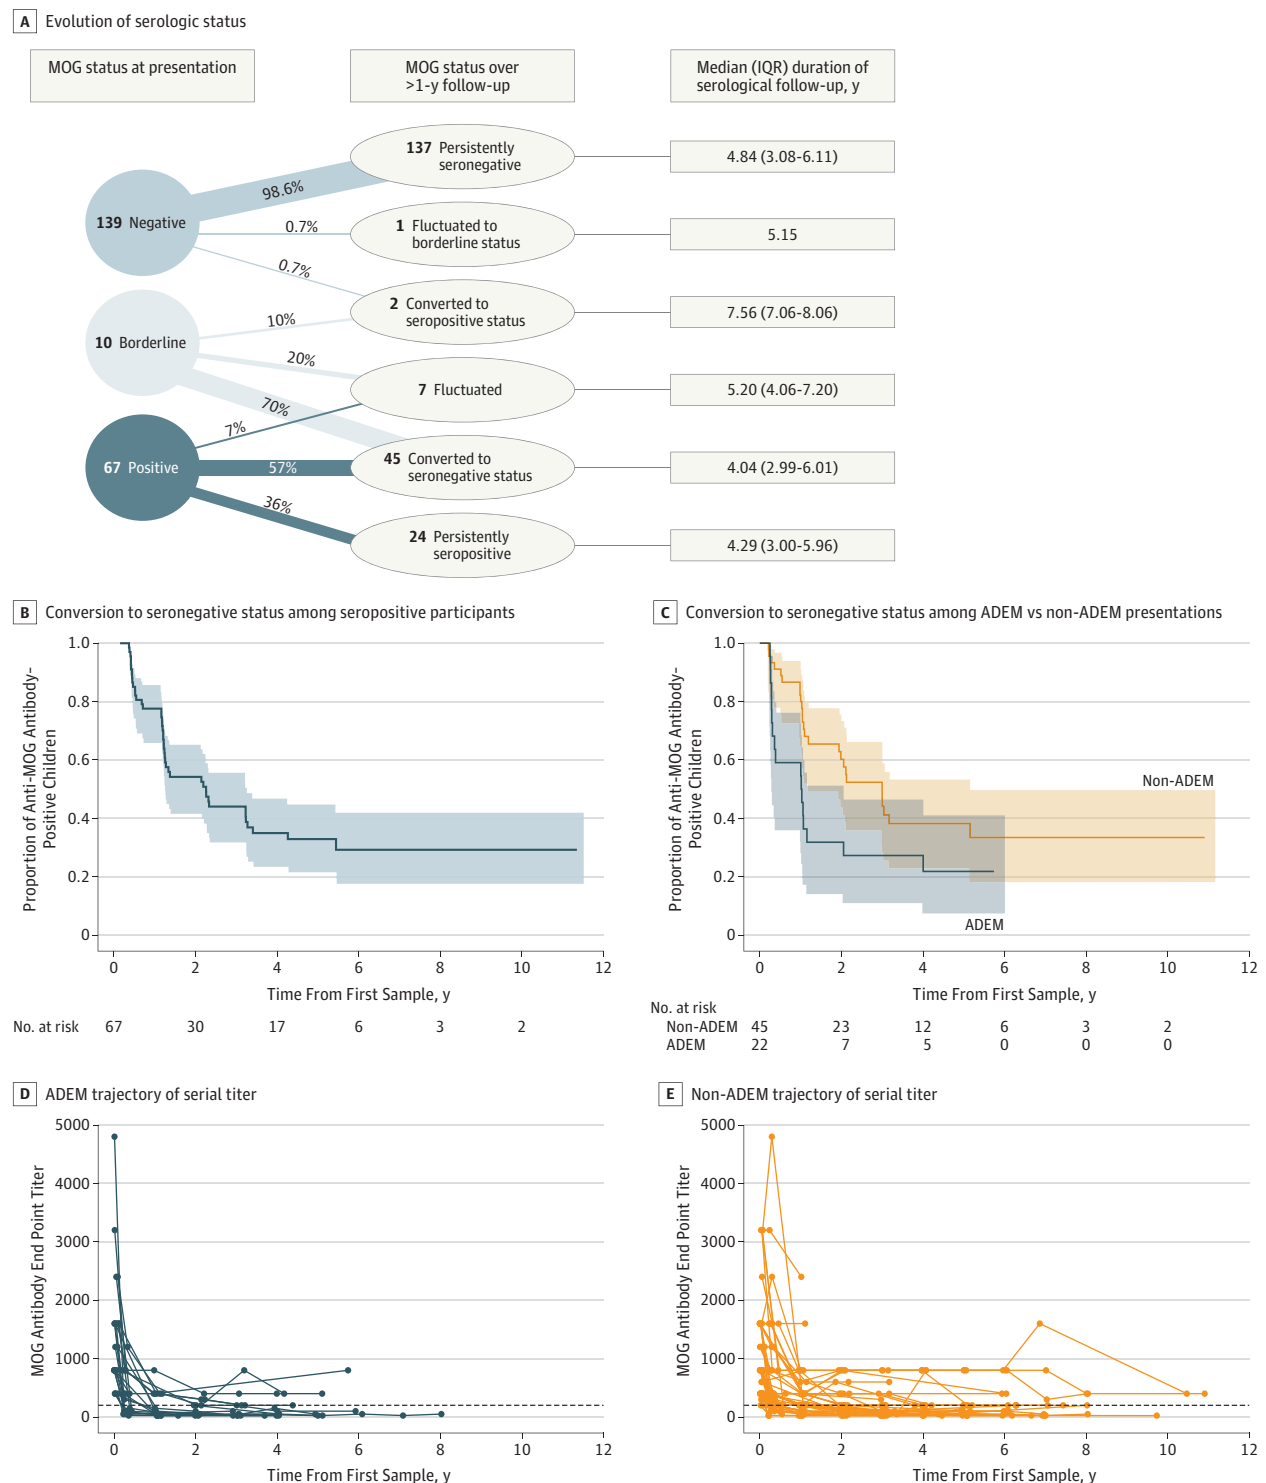 A Evolution of serologic status
MOG status at presentation
MOG status over
>1-y follow-up
Median (IQR) duration of
serological follow-up, y
139 Negative
10 Borderline
67 Positive
98.6%
0.7%
0.7%
10%
20%
70%
7%
57%
36%
137 Persistently
seronegative
4.84 (3.08-6.11)
1 Fluctuated to
borderline status
5.15
2 Converted to
seropositive status
7.56 (7.06-8.06)
7 Fluctuated
5.20 (4.06-7.20)
45 Converted to
seronegative status
4.04 (2.99-6.01)
24 Persistently
seropositive
4.29 (3.00-5.96)
B Conversion to seronegative status among seropositive participants
Proportion of Anti-MOG Antibody-
Positive Children
1.0
0.8
0.6
0.4
0.2
0
0 2 4 6 8 10 12
Time From First Sample, y
No. at risk 67 30 17 6 3 2
C Conversion to seronegative status among ADEM vs non-ADEM presentations
Proportion of Anti-MOG Antibody-
Positive Children
1.0
0.8
0.6
0.4
0.2
0
Non-ADEM
ADEM
0 2 4 6 8 10 12
Time From First Sample, y
No. at risk
Non-ADEM 45 23 12 6 3 2
ADEM 22 7 5 0 0 0
D ADEM trajectory of serial titer
MOG Antibody End Point Titer
5000
4000
3000
2000
1000
0
0 2 4 6 8 10 12
Time From First Sample, y
E Non-ADEM trajectory of serial titer
MOG Antibody End Point Titer
5000
4000
3000
2000
1000
0
0 2 4 6 8 10 12
Time From First Sample, y